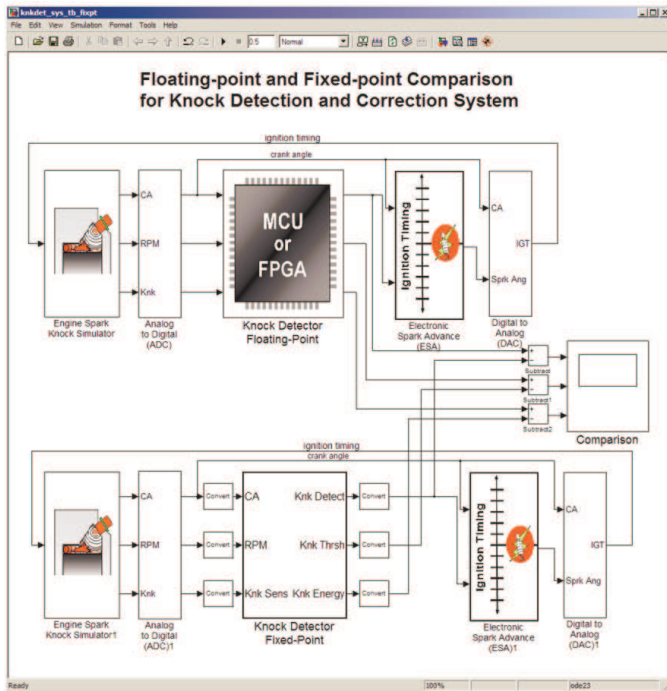 knkdet_sys_tb_fixpt
File Edit View Simulation Format Tools Help
0.5 Normal
Floating-point and Fixed-point Comparison
for Knock Detection and Correction System
ignition timing
crank angle
CA
RPM
Knk
MCU
or
FPGA
Ignition Timing
CA
IGT
Sprk Ang
Engine Spark
Knock Simulator
Analog
to Digital
(ADC)
Knock Detector
Floating-Point
Electronic
Spark Advance
(ESA)
Digital to
Analog
(DAC)
+
−
Subtract
+
−
Subtract1
+
−
Subtract2
Comparison
ignition timing
crank angle
CA
RPM
Knk
Convert
Convert
Convert
CA
RPM
Knk Sens
Knk Detect
Knk Thrsh
Knk Energy
Convert
Convert
Convert
Ignition Timing
CA
IGT
Sprk Ang
Engine Spark
Knock Simulator1
Analog
to Digital
(ADC)1
Knock Detector
Fixed-Point
Electronic
Spark Advance
(ESA)1
Digital to
Analog
(DAC)1
Ready 100% ode23